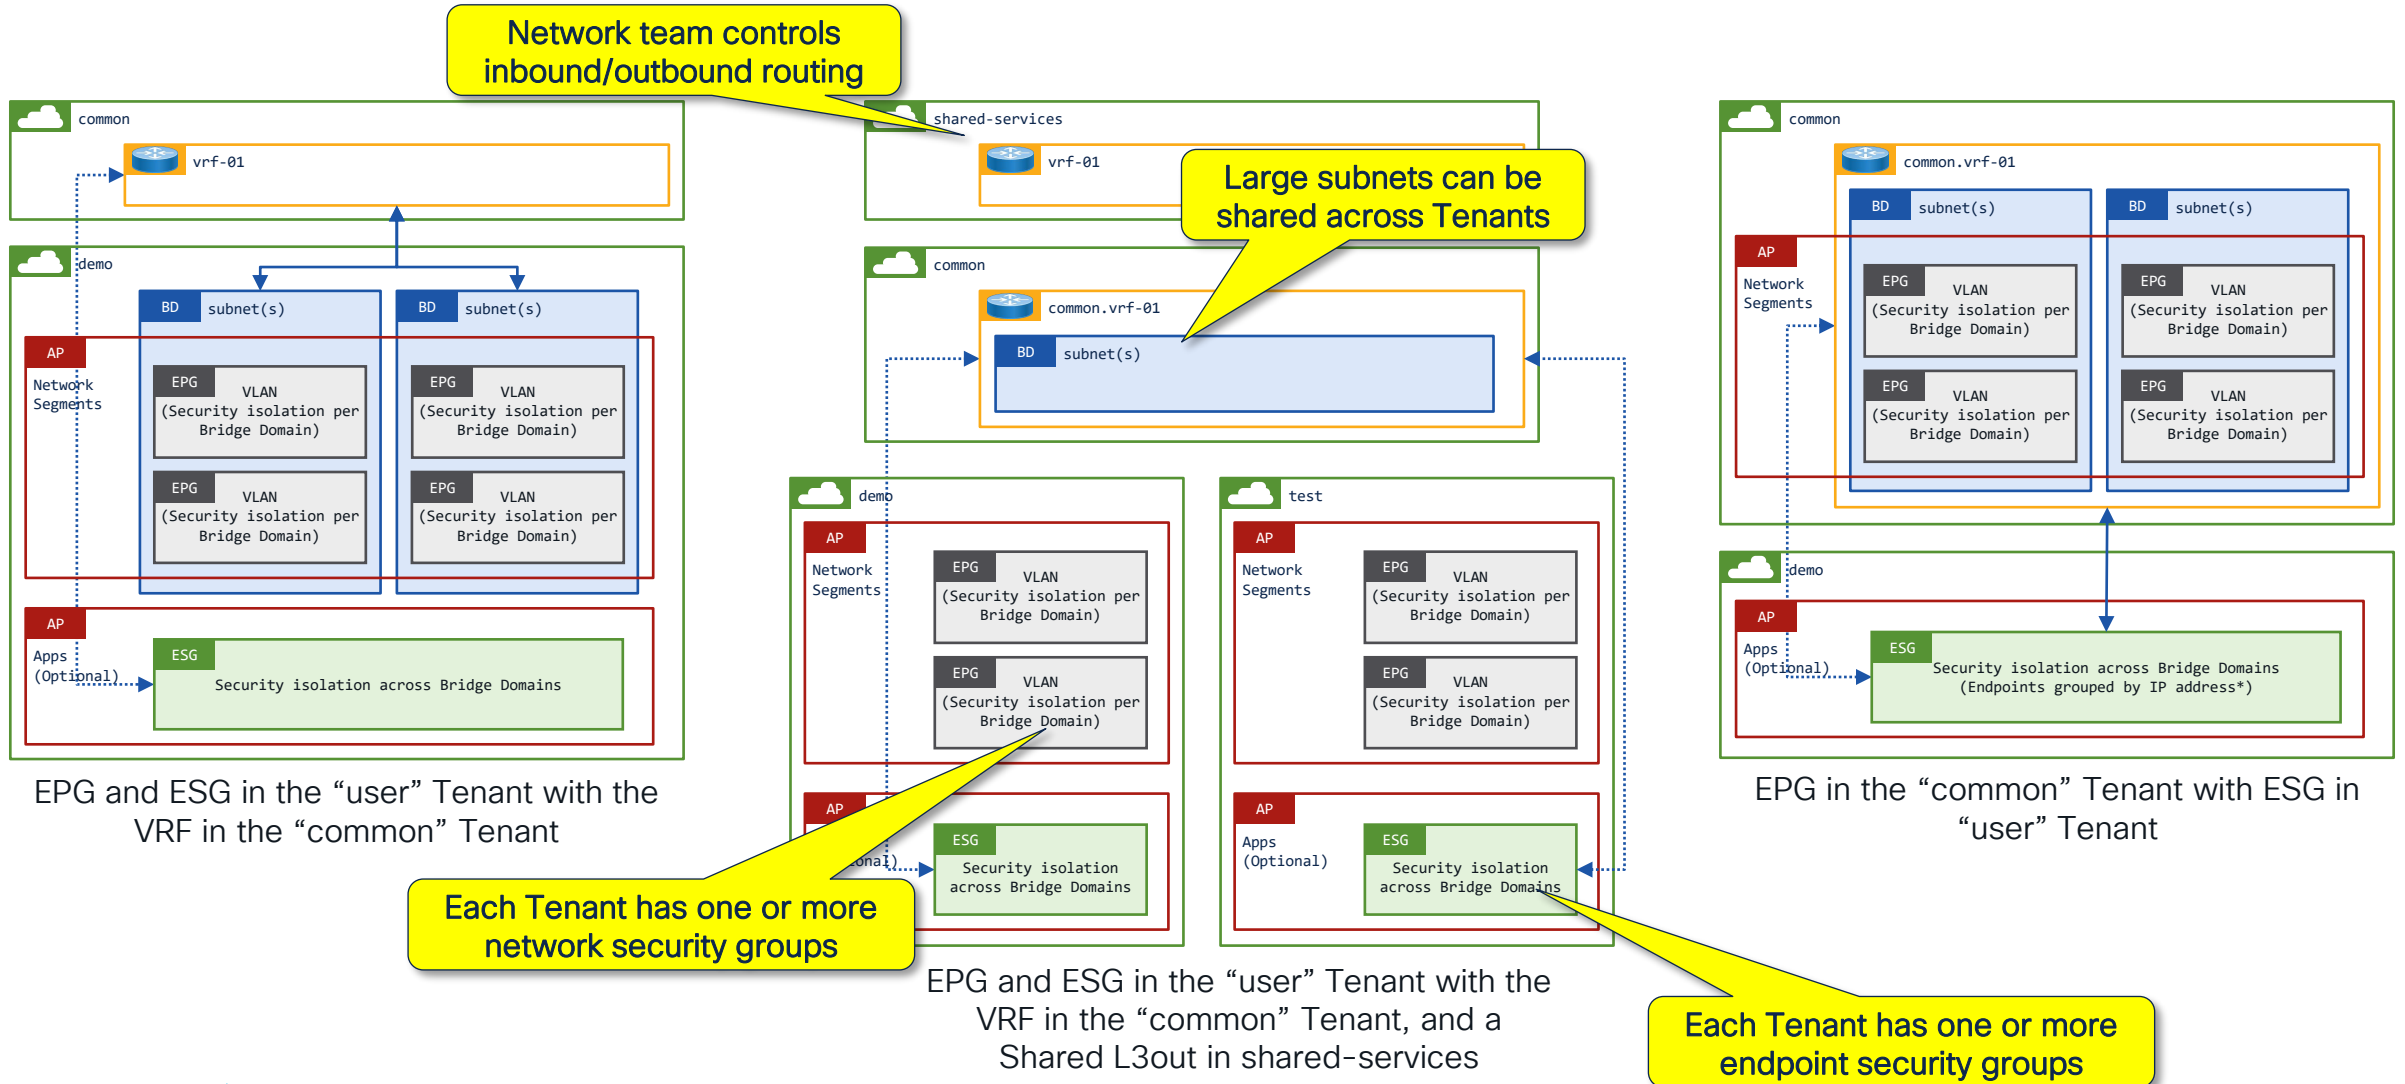 Network team controls
inbound/outbound routing
common
vrf-01
demo
BD
subnet(s)
BD
subnet(s)
AP
Network
Segments
EPG
VLAN
(Security isolation per
Bridge Domain)
EPG
VLAN
(Security isolation per
Bridge Domain)
EPG
VLAN
(Security isolation per
Bridge Domain)
EPG
VLAN
(Security isolation per
Bridge Domain)
AP
Apps
(Optional)
ESG
Security isolation across Bridge Domains
EPG and ESG in the “user” Tenant with the
VRF in the “common” Tenant
shared-services
vrf-01
Large subnets can be
shared across Tenants
common
common.vrf-01
BD
subnet(s)
demo
AP
Network
Segments
EPG
VLAN
(Security isolation per
Bridge Domain)
EPG
VLAN
(Security isolation per
Bridge Domain)
AP
ESG
Security isolation
across Bridge Domains
Each Tenant has one or more
network security groups
test
AP
Network
Segments
EPG
VLAN
(Security isolation per
Bridge Domain)
EPG
VLAN
(Security isolation per
Bridge Domain)
AP
Apps
(Optional)
ESG
Security isolation
across Bridge Domains
EPG and ESG in the “user” Tenant with the
VRF in the “common” Tenant, and a
Shared L3out in shared-services
Each Tenant has one or more
endpoint security groups
common
common.vrf-01
BD
subnet(s)
BD
subnet(s)
AP
Network
Segments
EPG
VLAN
(Security isolation per
Bridge Domain)
EPG
VLAN
(Security isolation per
Bridge Domain)
EPG
VLAN
(Security isolation per
Bridge Domain)
EPG
VLAN
(Security isolation per
Bridge Domain)
demo
AP
Apps
(Optional)
ESG
Security isolation across Bridge Domains
(Endpoints grouped by IP address*)
EPG in the “common” Tenant with ESG in
“user” Tenant